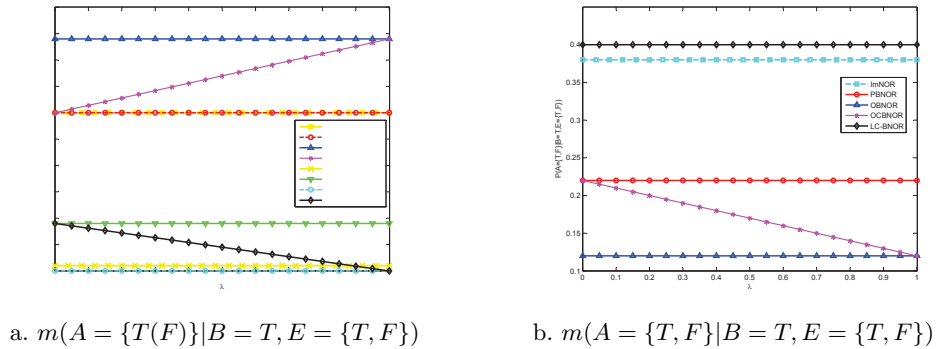 λ
0.4
0.35
0.3
0.25
0.2
0.15
0.1
0 0.1 0.2 0.3 0.4 0.5 0.6 0.7 0.8 0.9 1
λ
P(A={T,F}|B=T,E={T,F})
ImNOR
PBNOR
OBNOR
OCBNOR
LC-BNOR
a. m(A = {T(F)}|B = T, E = {T, F})
b. m(A = {T, F}|B = T, E = {T, F})